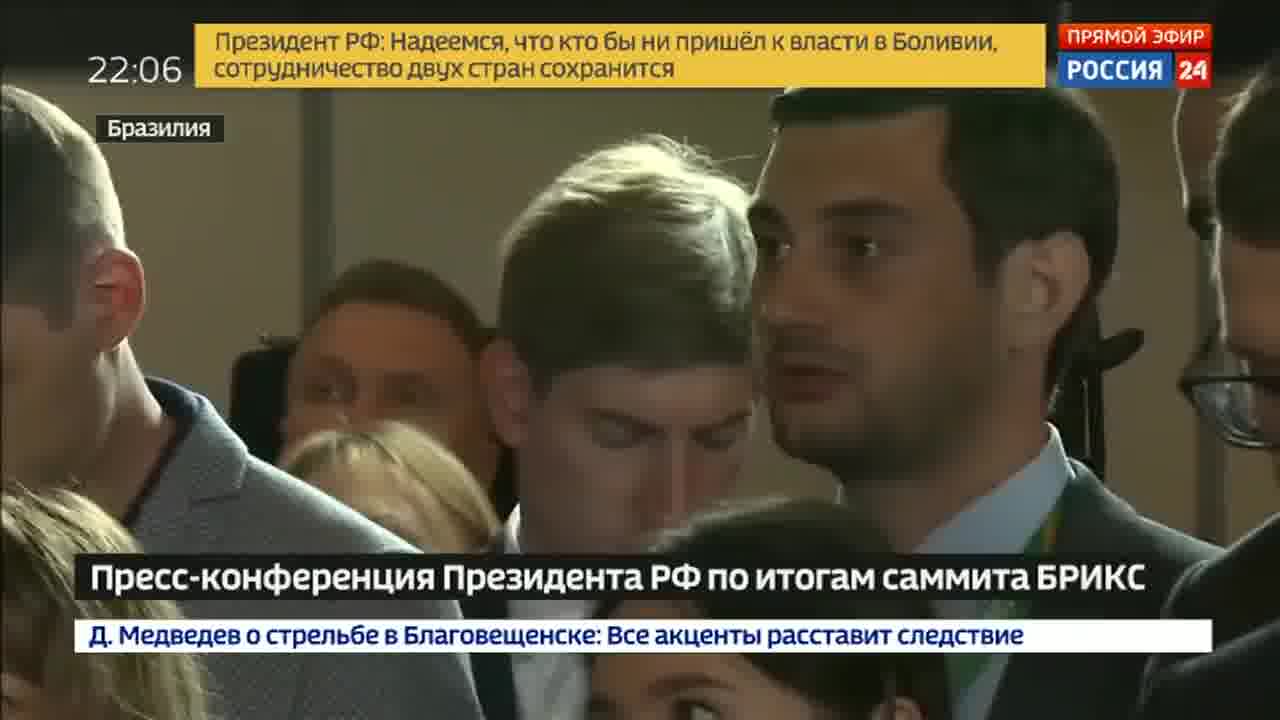 22:06
Президент РФ: Надеемся, что кто бы ни пришёл к власти в Боливии,
сотрудничество двух стран сохранится
ПРЯМОЙ ЭФИР
РОССИЯ 24
Бразилия
Пресс-конференция Президента РФ по итогам саммита БРИКС
Д. Медведев о стрельбе в Благовещенске: Все акценты расставит следствие